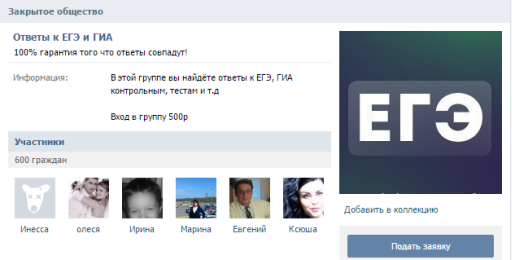 Закрытое общество
Ответы к ЕГЭ и ГИА
100% гарантия того что ответы совпадут!
Информация:
В этой группе вы найдёте ответы к ЕГЭ, ГИА
контрольным, тестам и т.д
Вход в группу 500р
Участники
600 граждан
Инесса олеся Ирина Марина Евгений Ксюша
ЕГЭ
Добавить в коллекцию
Подать заявку